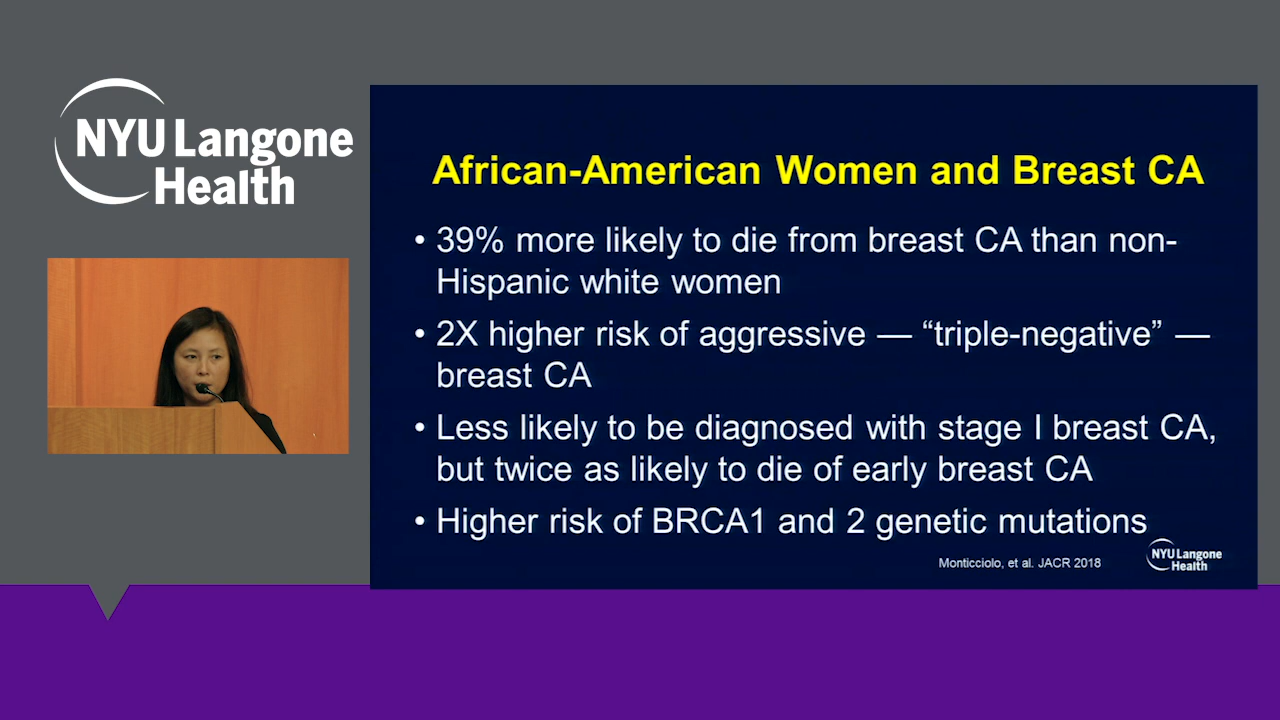 NYU Langone
Health
African-American Women and Breast CA
• 39% more likely to die from breast CA than non-
Hispanic white women
• 2X higher risk of aggressive — “triple-negative” —
breast CA
• Less likely to be diagnosed with stage I breast CA,
but twice as likely to die of early breast CA
• Higher risk of BRCA1 and 2 genetic mutations
Monticciolo, et al. JACR 2018
NYU Langone
Health